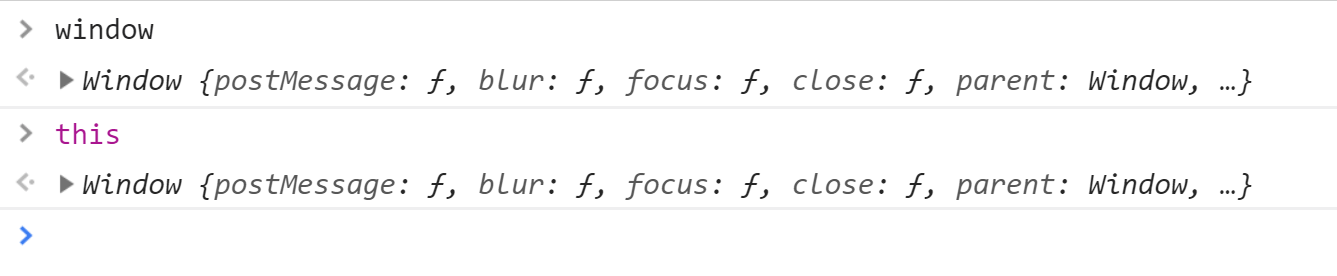 window
Window {postMessage: ƒ, blur: ƒ, focus: ƒ, close: ƒ, parent: Window, …}
this
Window {postMessage: ƒ, blur: ƒ, focus: ƒ, close: ƒ, parent: Window, …}